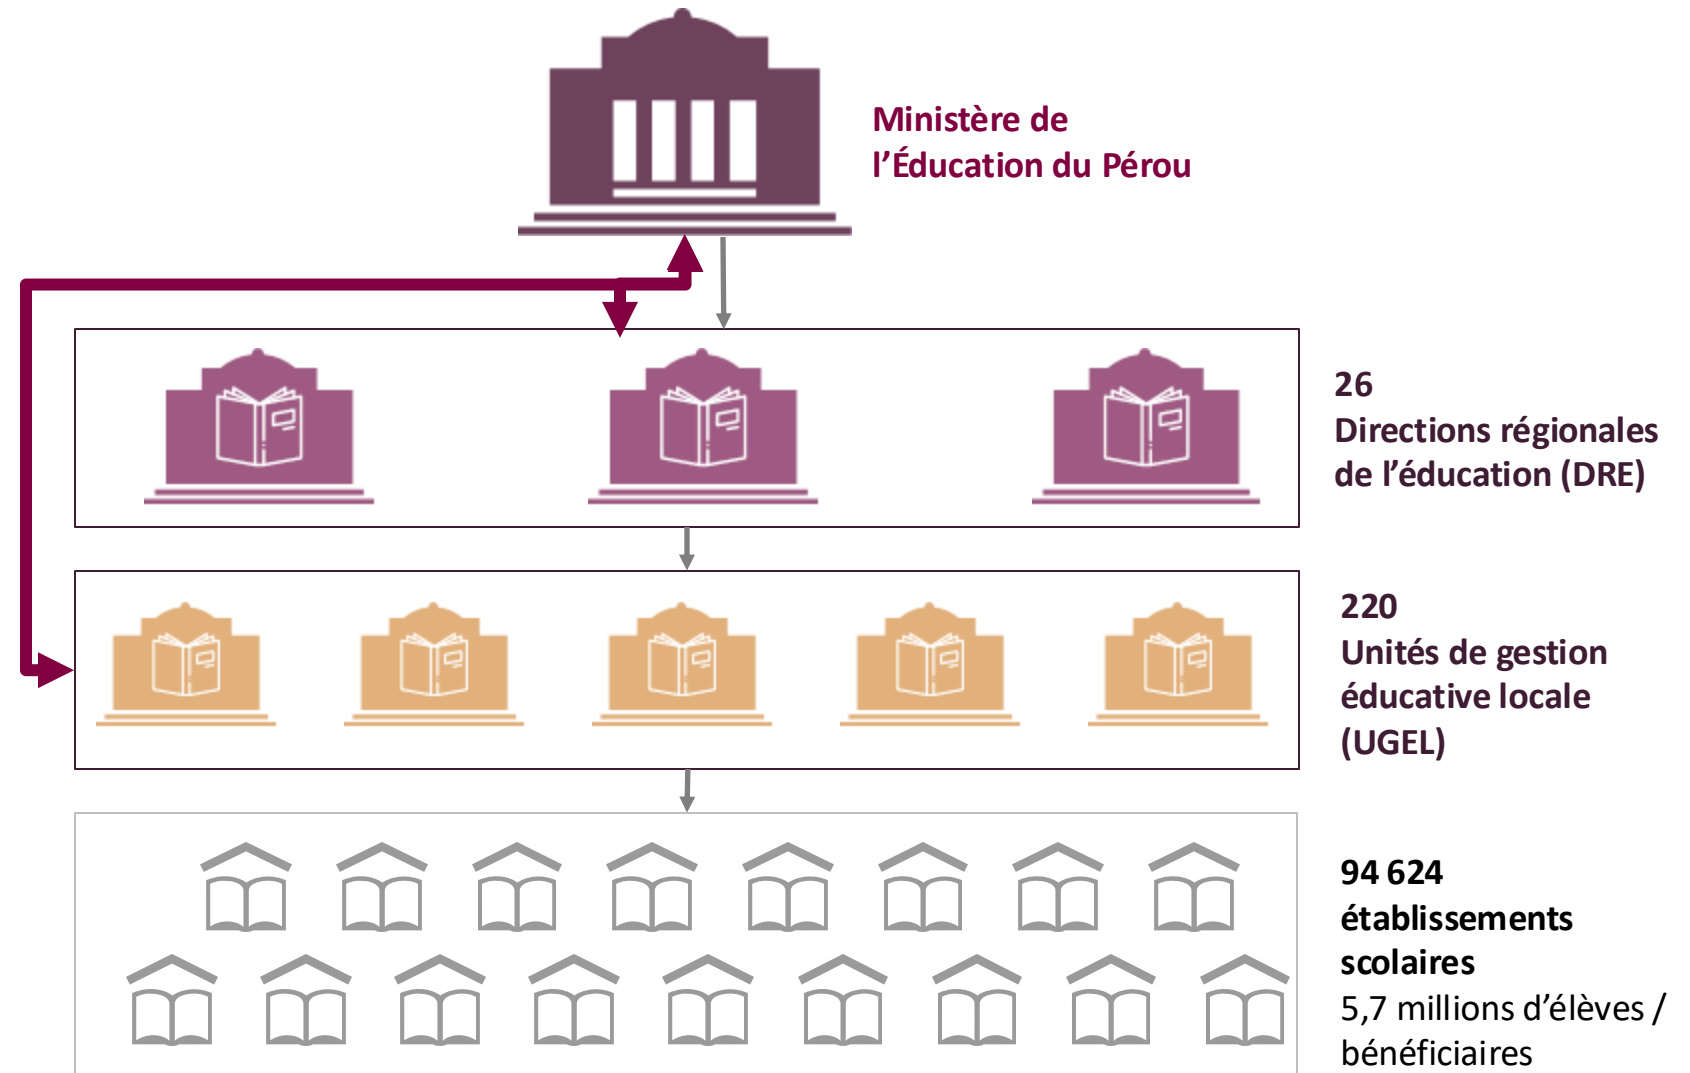 Ministère de
l’Éducation du Pérou
26
Directions régionales
de l’éducation (DRE)
220
Unités de gestion
éducative locale
(UGEL)
94 624
établissements
scolaires
5,7 millions d’élèves /
bénéficiaires